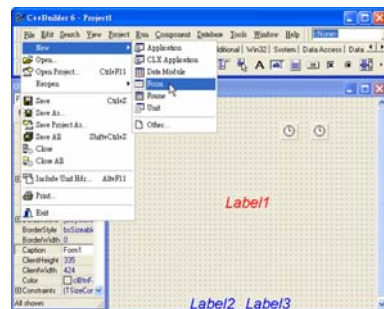 C++Builder 6 - Project1
File Edit Search View Project Run Component Database Tools Window Help <None>
New
Open...
Open Project... Ctrl+F11
Reopen
Save Ctrl+S
Save As...
Save Project As...
Save All Shift+Ctrl+S
Close
Close All
Include Unit Hdr... Alt+F11
Print...
Exit
Application
CLX Application
Data Module
Form
Frame
Unit
Other...
Additional Win32 System Data Access Data
Label1
Label2 Label3
BorderStyle bsSizeabl
BorderWidth 0
Caption Form1
ClientHeight 335
ClientWidth 424
Color clBtnF
Constraints (TSizeCor
All shown